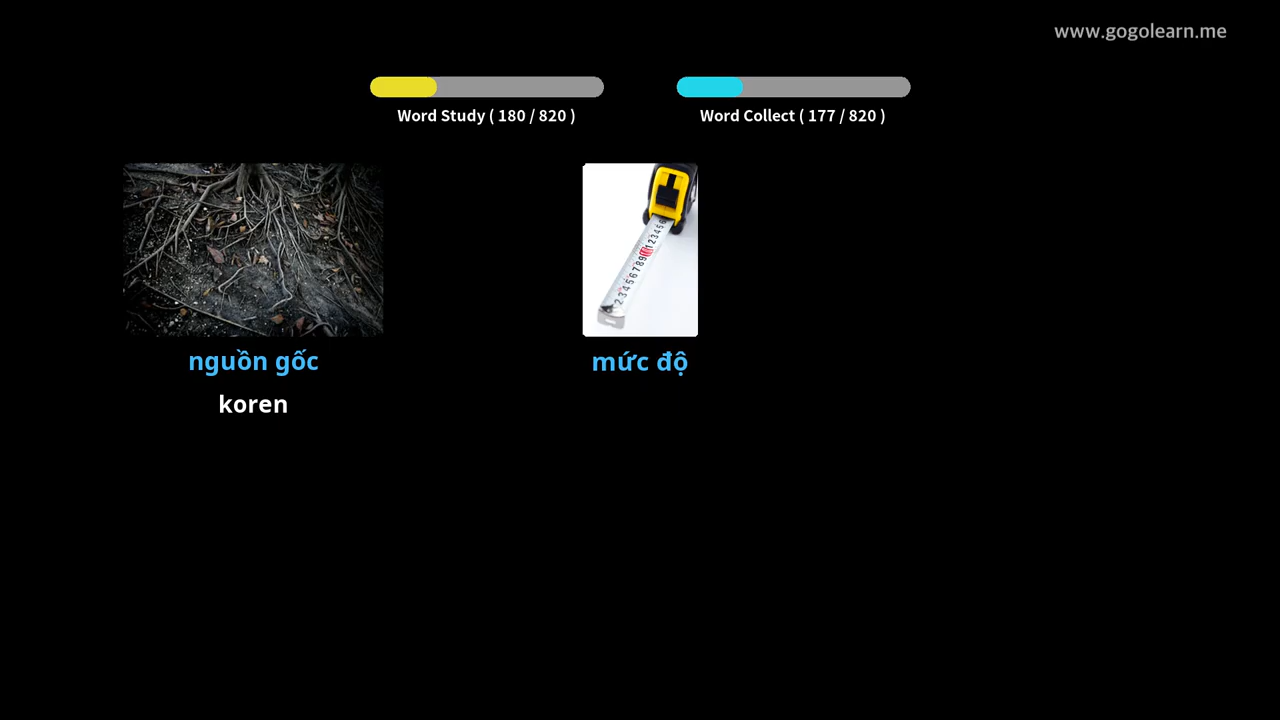 www.gogolearn.me
Word Study ( 180 / 820 )
Word Collect ( 177 / 820 )
nguồn gốc
koren
mức độ